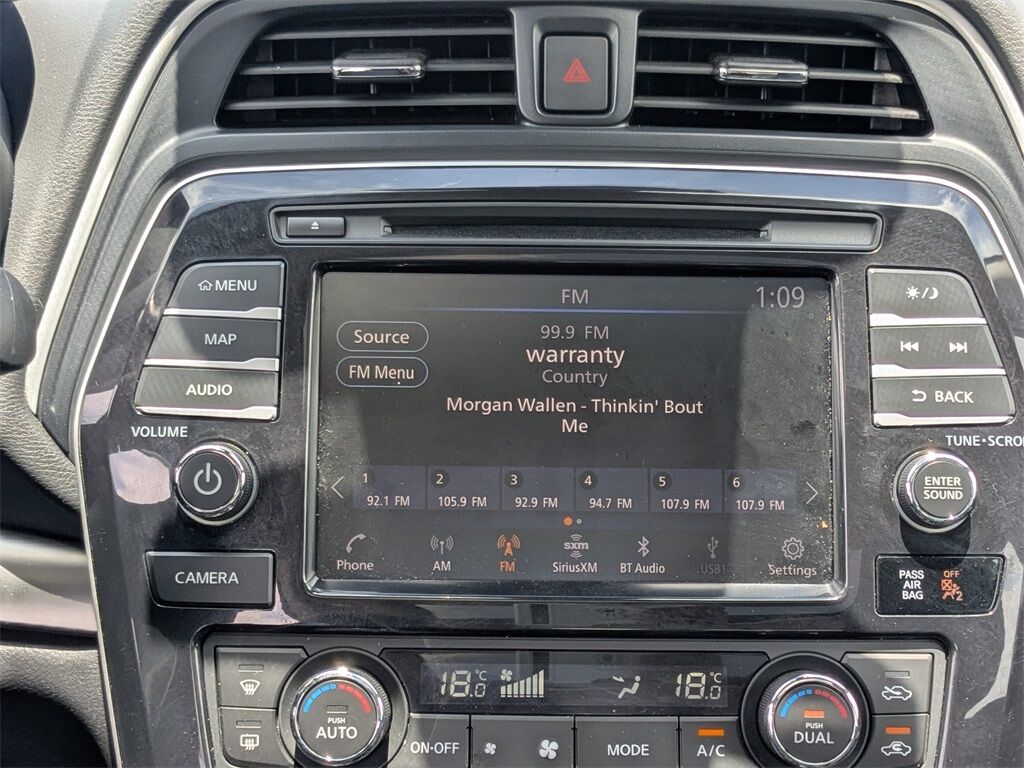 MENU
MAP
AUDIO
VOLUME
CAMERA
FM
1:09
Source
FM Menu
99.9 FM
warranty
Country
Morgan Wallen - Thinkin' Bout
Me
1 2 3 4 5 6
92.1 FM 105.9 FM 92.9 FM 94.7 FM 107.9 FM 107.9 FM
sxm
Phone AM FM SiriusXM BT Audio USB1 Settings
BACK
TUNE•SCRO
ENTER
SOUND
PASS
AIR
BAG
OFF
2
18.0°C 18.0°C
PUSH
AUTO
ON·OFF
MODE
A/C
PUSH
DUAL